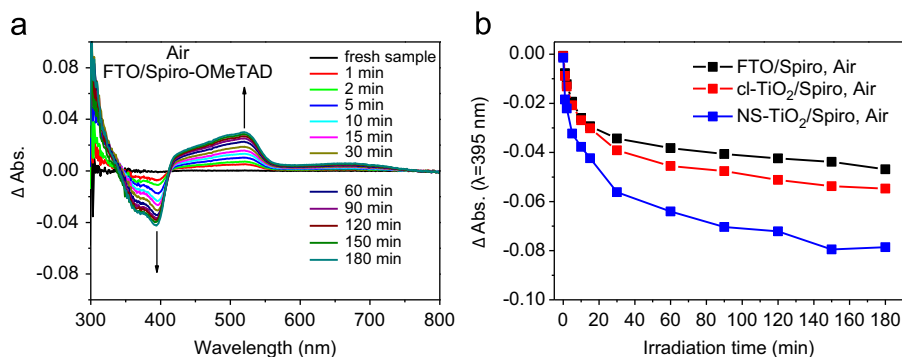 a
Air
FTO/Spiro-OMeTAD
fresh sample
1 min
2 min
5 min
10 min
15 min
30 min
60 min
90 min
120 min
150 min
180 min
0.08
0.04
0.00
-0.04
-0.08
Δ Abs.
300 400 500 600 700 800
Wavelength (nm)
b
FTO/Spiro, Air
cl-TiO₂/Spiro, Air
NS-TiO₂/Spiro, Air
0.00
-0.02
-0.04
-0.06
-0.08
-0.10
Δ Abs. (λ=395 nm)
0 20 40 60 80 100 120 140 160 180
Irradiation time (min)